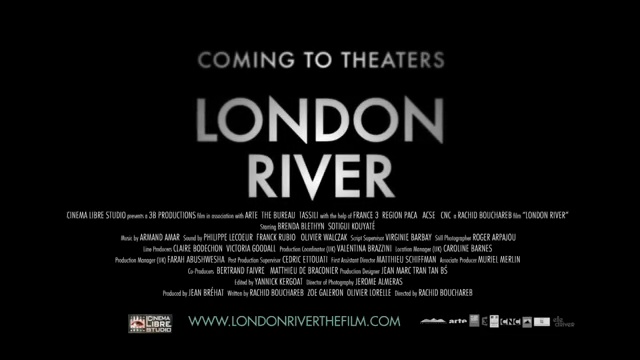 COMING TO THEATERS
LONDON
RIVER
CINEMA LIBRE STUDIO presents a 3B PRODUCTIONS film in association with ARTE THE BUREAU TASSILI with the help of FRANCE 3 REGION PACA ACSE CNC a RACHID BOUCHAREB film "LONDON RIVER"
Starring BRENDA BLETHYN SOTIGUI KOUYATÉ
Music by ARMAND AMAR Sound by PHILIPPE LECOEUR FRANCK RUBIO OLIVIER WALCZAK Script Supervisor VIRGINIE BARBAY Still Photographer ROGER ARPAJOU
Line Producers CLAIRE BODECHON VICTORIA GOODALL Production Coordinator (UK) VALENTINA BRAZZINI Location Manager (UK) CAROLINE BARNES
Production Manager (UK) FARAH ABUSHWESHA Post Production Supervisor CEDRIC ETTOUATI First Assistant Director MATTHIEU SCHIFFMAN Associate Producer MURIEL MERLIN
Co-Producers BERTRAND FAIVRE MATTHIEU DE BRACONIER Production Designer JEAN MARC TRAN TAN BŠ
Edited by YANNICK KERGOAT Director of Photography JEROME ALMERAS
Produced by JEAN BRÉHAT Written by RACHID BOUCHAREB ZOE GALERON OLIVIER LORELLE Directed by RACHID BOUCHAREB
CINEMA
LIBRE
STUDIO
WWW.LONDONRIVERTHEFILM.COM
arte
CNC